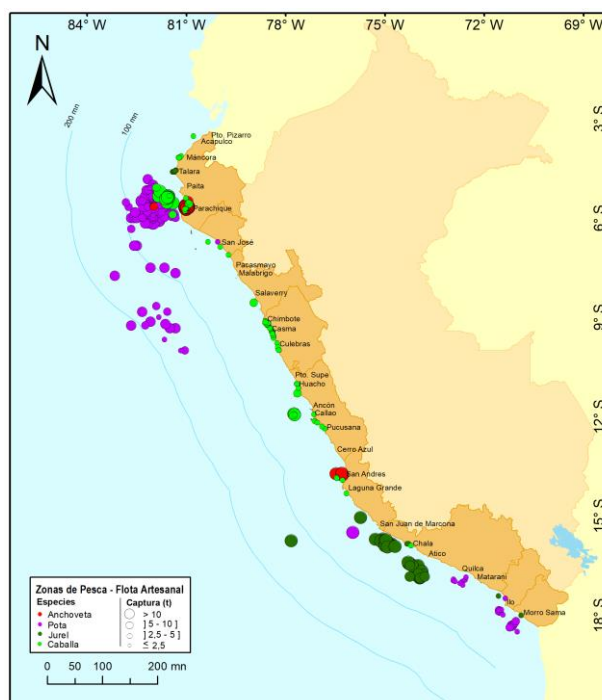 84° W 81° W 78° W 75° W 72° W 69° W
N
200 mn
100 mn
3° S
6° S
9° S
12° S
15° S
18° S
Pto. Pizarro
Acapulco
Máncora
Talara
Paita
Parachique
San José
Pacasmayo
Malabrigo
Salaverry
Chimbote
Casma
Culebras
Pto. Supe
Huacho
Ancón
Callao
Pucusana
Cerro Azul
San Andres
Laguna Grande
San Juan de Marcona
Chala
Atico
Quilca
Matarani
Ilo
Morro Sama
Zonas de Pesca - Flota Artesanal
Especies Captura (t)
Anchoveta > 10
Pota ] 5 - 10 ]
Jurel ] 2,5 - 5 ]
Caballa ≤ 2,5
0 50 100 200 mn